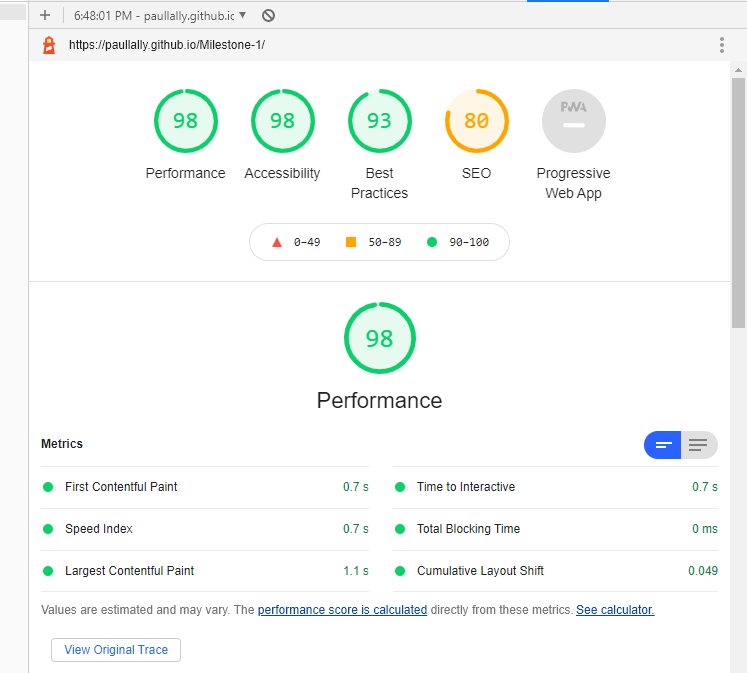 + 6:48:01 PM - paullally.github.ic ▼
https://paullally.github.io/Milestone-1/
98 98 93 80 PWA
Performance Accessibility Best Practices SEO Progressive Web App
0–49 50–89 90–100
98
Performance
Metrics
First Contentful Paint 0.7 s Time to Interactive 0.7 s
Speed Index 0.7 s Total Blocking Time 0 ms
Largest Contentful Paint 1.1 s Cumulative Layout Shift 0.049
Values are estimated and may vary. The performance score is calculated directly from these metrics. See calculator.
View Original Trace